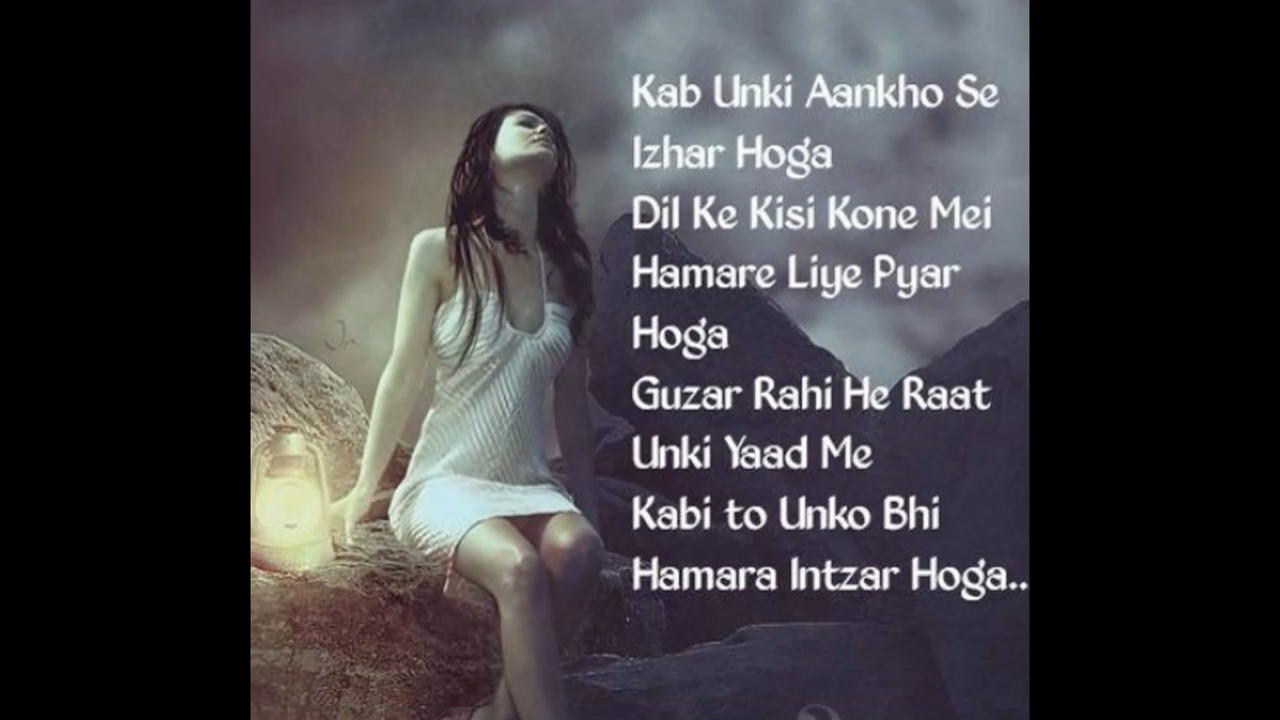 Kab Unki Aankho Se
Izhar Hoga
Dil Ke Kisi Kone Mei
Hamare Liye Pyar
Hoga
Guzar Rahi He Raat
Unki Yaad Me
Kabi to Unko Bhi
Hamara Intzar Hoga..